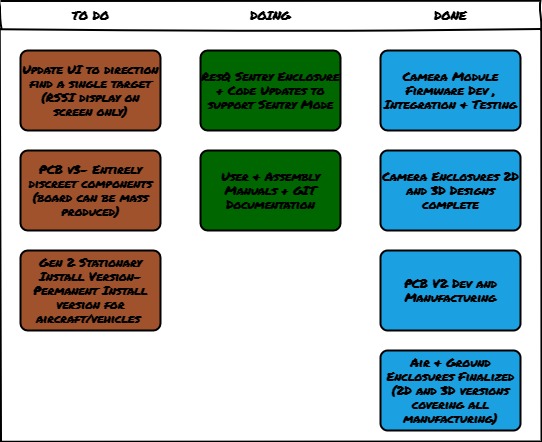 To Do
Doing
Done
Update UI to direction
find a single target
(RSSI display on
screen only)
ResQ Sentry Enclosure
+ Code Updates to
support Sentry Mode
Camera Module
Firmware Dev ,
Integration + Testing
PCB v3- Entirely
discreet components
(board can be mass
produced)
User + Assembly
Manuals + GIT
Documentation
Camera Enclosures 2D
and 3D Designs
complete
Gen 2 Stationary
Install Version-
Permanent Install
version for
aircraft/vehicles
PCB V2 Dev and
Manufacturing
Air + Ground
Enclosures Finalized
(2D and 3D versions
covering all
manufacturing)